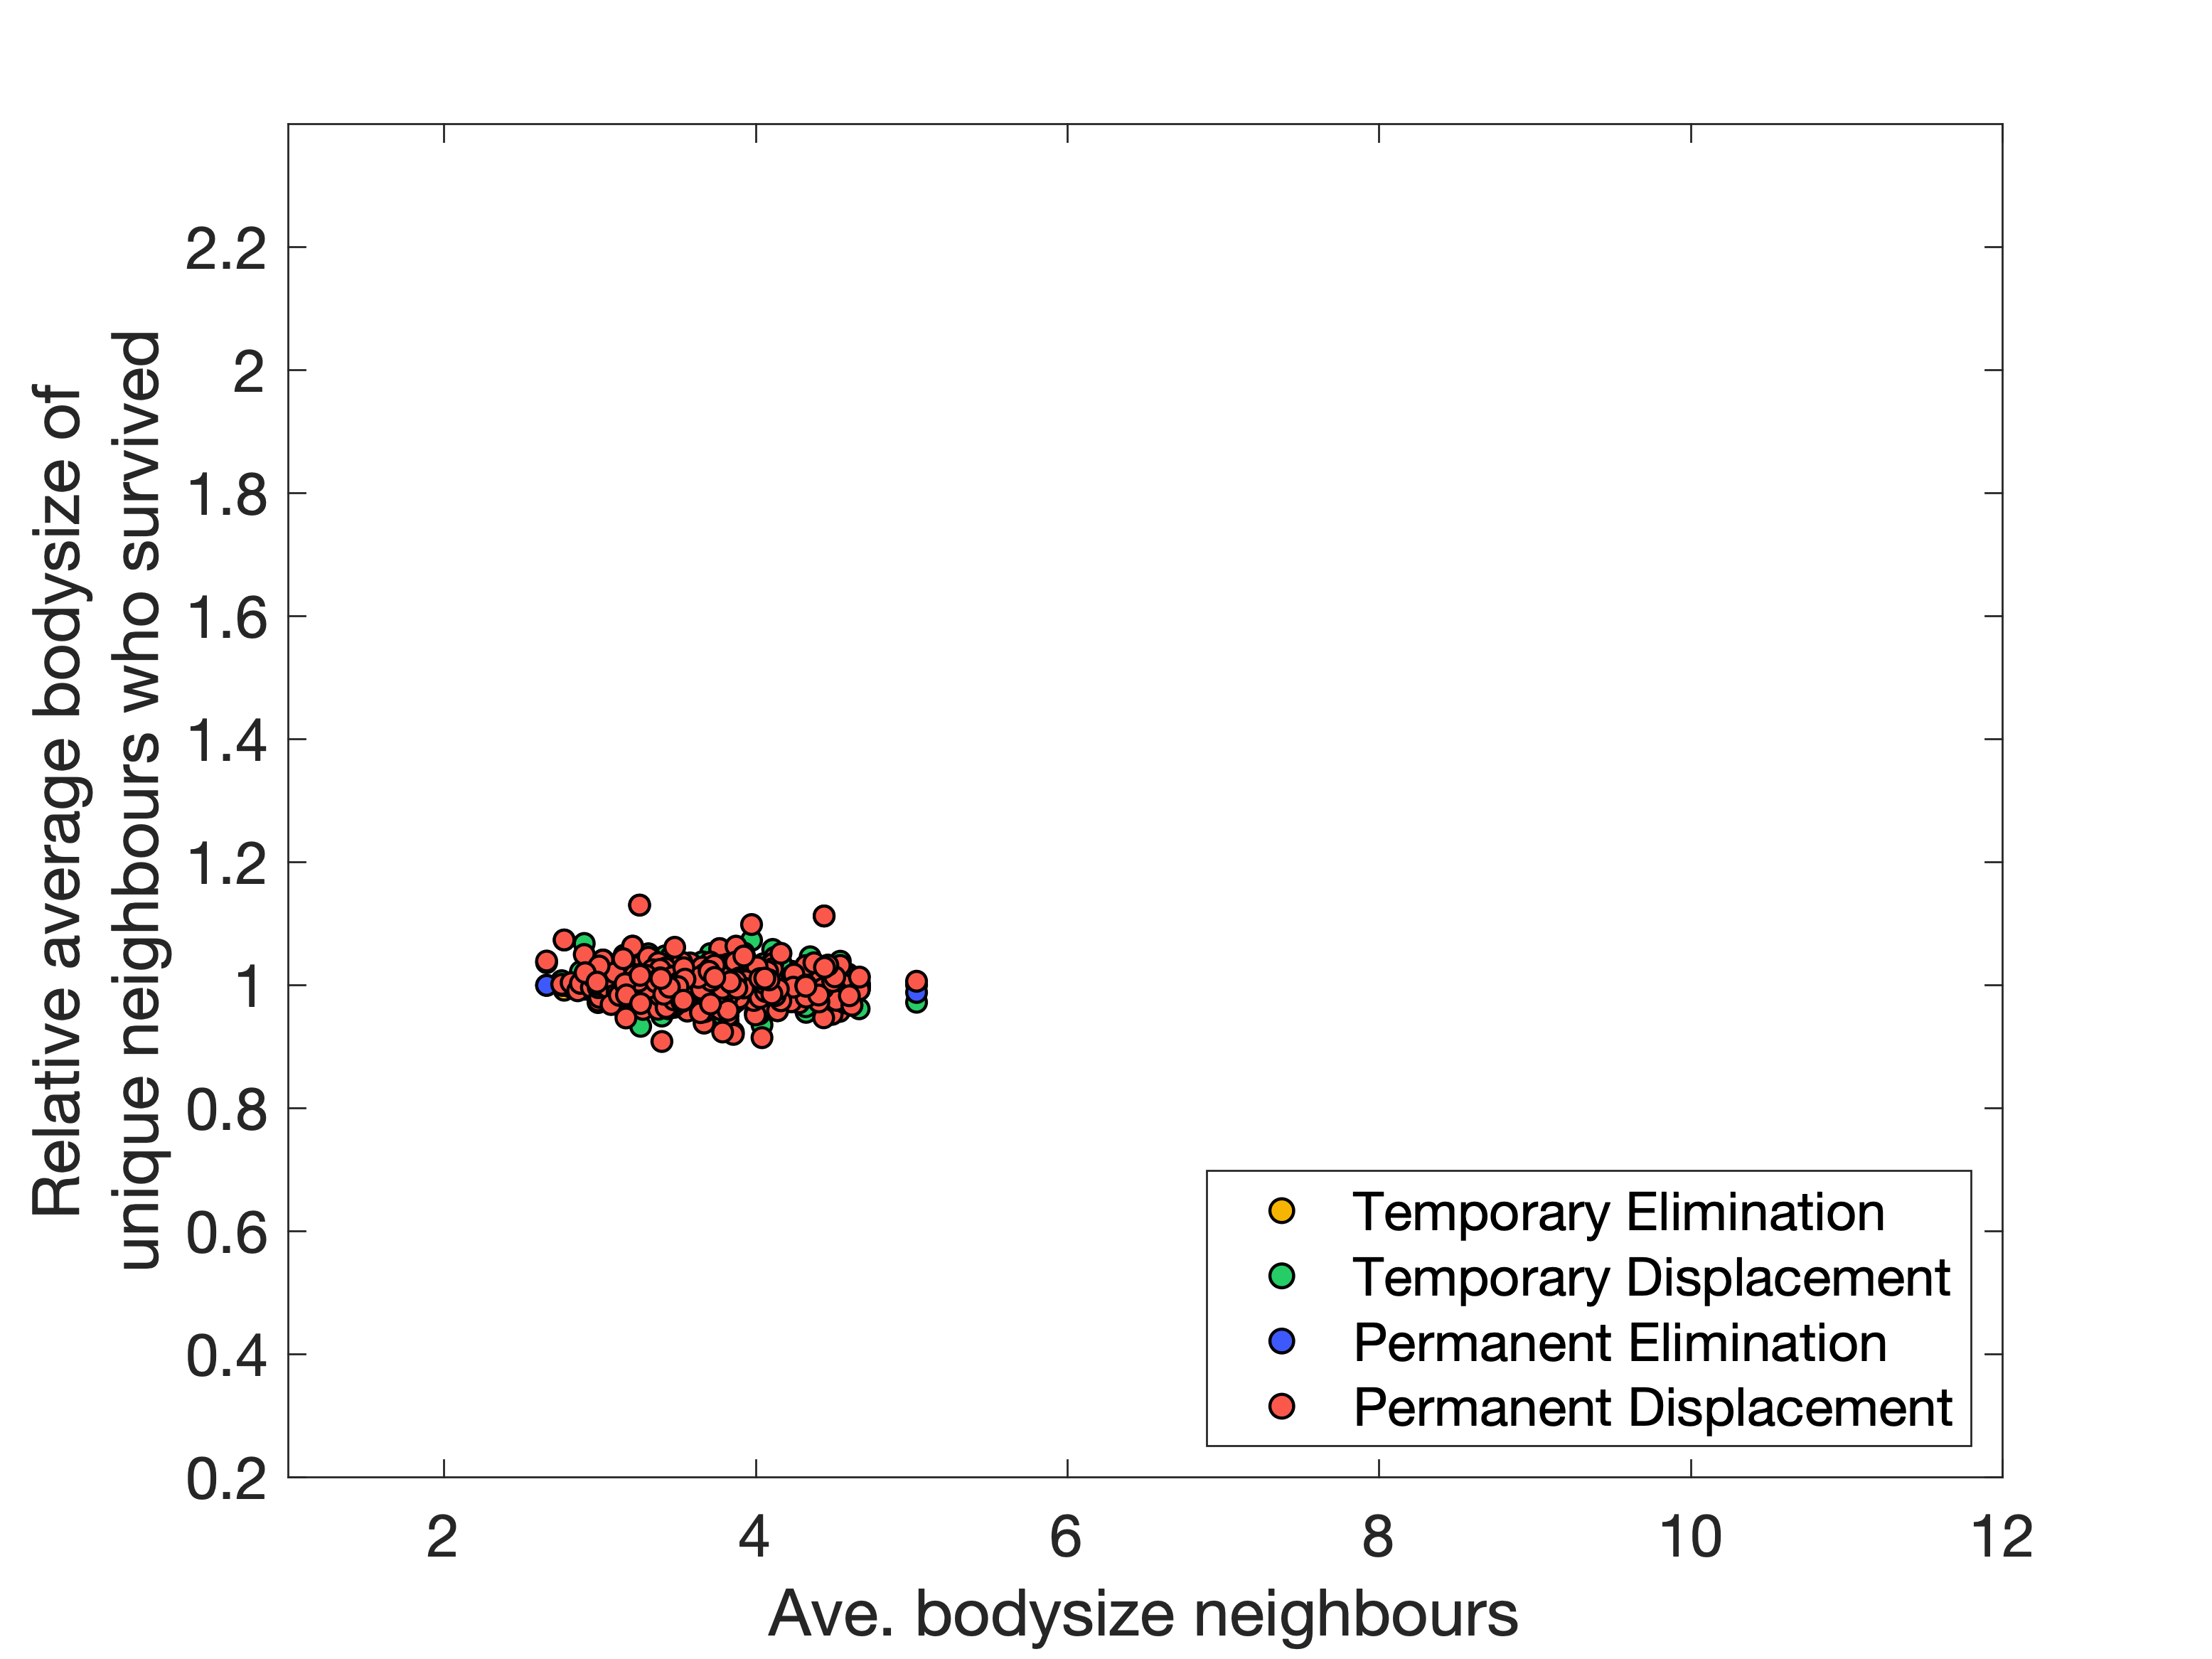 Relative average bodysize of
unique neighbours who survived
2.2
2
1.8
1.6
1.4
1.2
1
0.8
0.6
0.4
0.2
2
4
6
8
10
12
Ave. bodysize neighbours
Temporary Elimination
Temporary Displacement
Permanent Elimination
Permanent Displacement